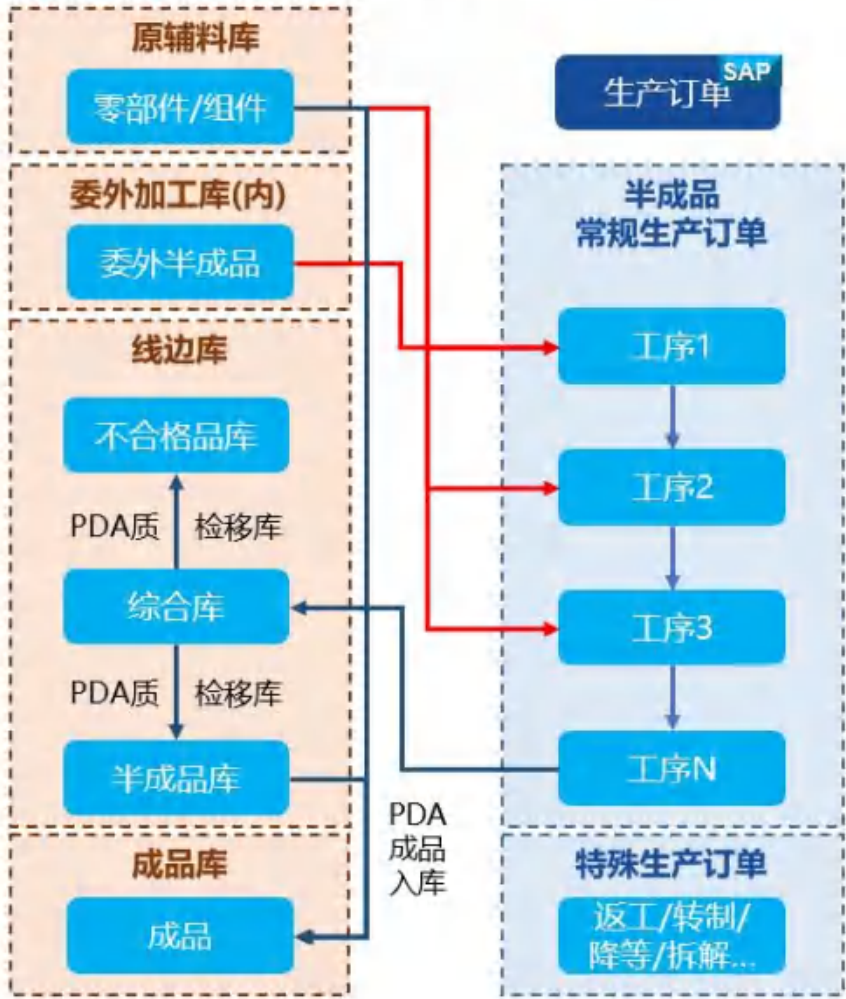 原辅料库
零部件/组件
委外加工库(内)
委外半成品
线边库
不合格品库
PDA质 检移库
综合库
PDA质 检移库
半成品库
成品库
成品
PDA
成品
入库
生产订单
SAP
半成品
常规生产订单
工序1
工序2
工序3
工序N
特殊生产订单
返工/转制/
降等/拆解...